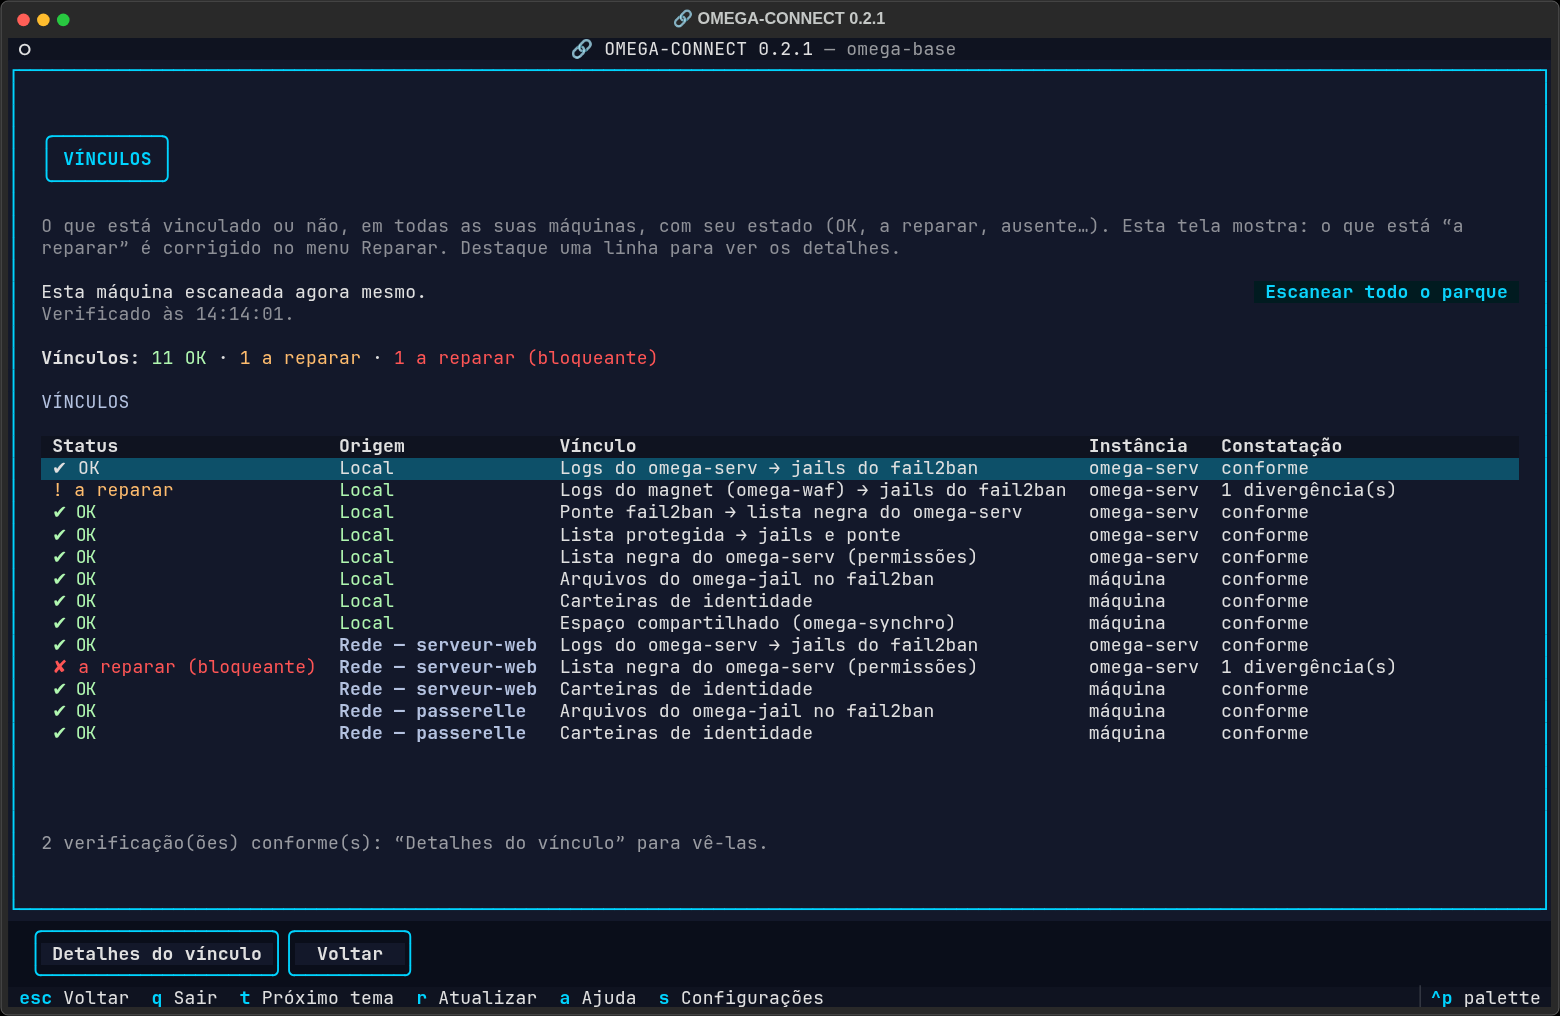 🔗 OMEGA-CONNECT 0.2.1
🔗 OMEGA-CONNECT 0.2.1 — omega-base
VÍNCULOS
O que está vinculado ou não, em todas as suas máquinas, com seu estado (OK, a reparar, ausente…). Esta tela mostra: o que está “a
reparar” é corrigido no menu Reparar. Destaque uma linha para ver os detalhes.
Esta máquina escaneada agora mesmo. Escanear todo o parque
Verificado às 14:14:01.
Vínculos: 11 OK · 1 a reparar · 1 a reparar (bloqueante)
VÍNCULOS
Status Origem Vínculo Instância Constatação
✔ OK Local Logs do omega-serv → jails do fail2ban omega-serv conforme
! a reparar Local Logs do magnet (omega-waf) → jails do fail2ban omega-serv 1 divergência(s)
✔ OK Local Ponte fail2ban → lista negra do omega-serv omega-serv conforme
✔ OK Local Lista protegida → jails e ponte omega-serv conforme
✔ OK Local Lista negra do omega-serv (permissões) omega-serv conforme
✔ OK Local Arquivos do omega-jail no fail2ban máquina conforme
✔ OK Local Carteiras de identidade máquina conforme
✔ OK Local Espaço compartilhado (omega-synchro) máquina conforme
✔ OK Rede — serveur-web Logs do omega-serv → jails do fail2ban omega-serv conforme
✘ a reparar (bloqueante) Rede — serveur-web Lista negra do omega-serv (permissões) omega-serv 1 divergência(s)
✔ OK Rede — serveur-web Carteiras de identidade máquina conforme
✔ OK Rede — passerelle Arquivos do omega-jail no fail2ban máquina conforme
✔ OK Rede — passerelle Carteiras de identidade máquina conforme
2 verificação(ões) conforme(s): “Detalhes do vínculo” para vê-las.
Detalhes do vínculo Voltar
esc Voltar q Sair t Próximo tema r Atualizar a Ajuda s Configurações ^p palette